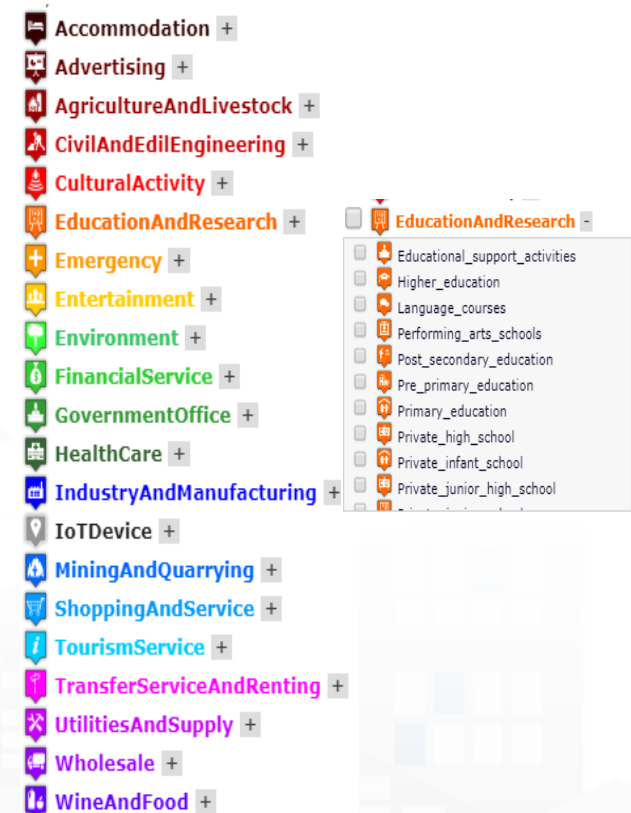 Accommodation +
Advertising +
AgricultureAndLivestock +
CivilAndEdilEngineering +
CulturalActivity +
EducationAndResearch +
Emergency +
Entertainment +
Environment +
FinancialService +
GovernmentOffice +
HealthCare +
IndustryAndManufacturing +
IoTDevice +
MiningAndQuarrying +
ShoppingAndService +
TourismService +
TransferServiceAndRenting +
UtilitiesAndSupply +
Wholesale +
WineAndFood +
EducationAndResearch -
Educational_support_activities
Higher_education
Language_courses
Performing_arts_schools
Post_secondary_education
Pre_primary_education
Primary_education
Private_high_school
Private_infant_school
Private_junior_high_school